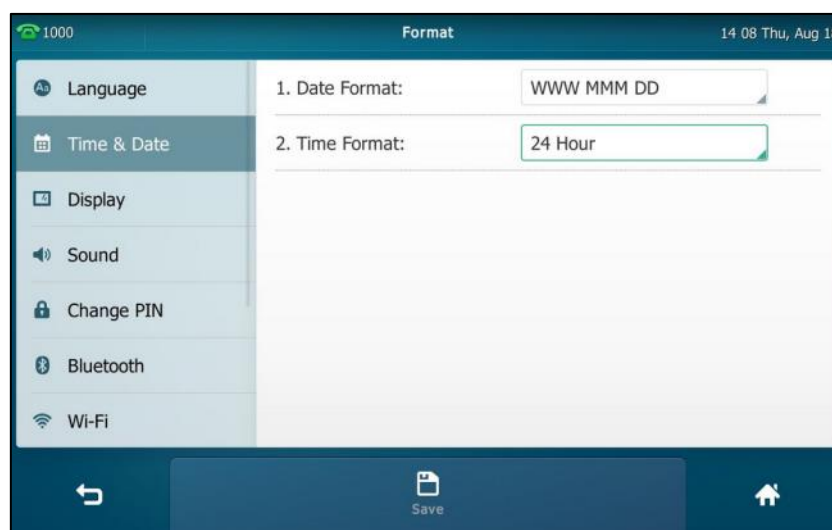 1000
Format
14 08 Thu, Aug
Language
Time & Date
Display
Sound
Change PIN
Bluetooth
Wi-Fi
1. Date Format:
WWW MMM DD
2. Time Format:
24 Hour
Save